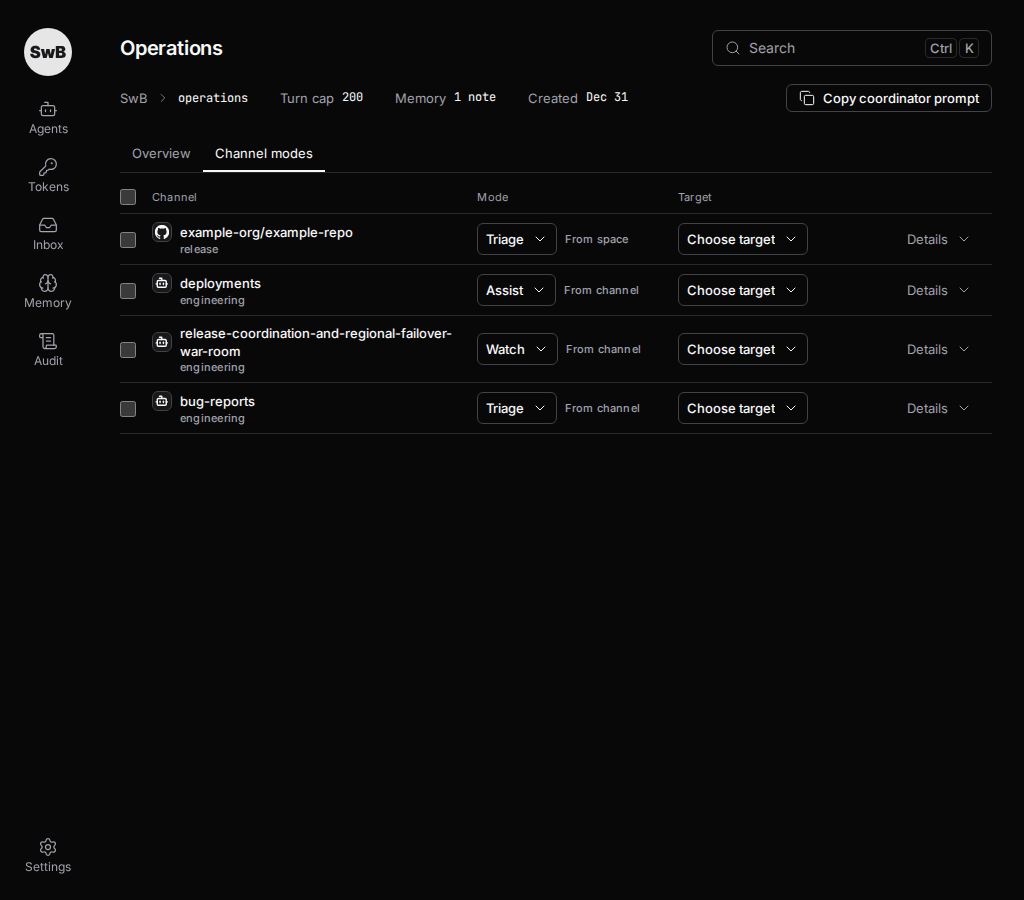 SwB
Agents
Tokens
Inbox
Memory
Audit
Settings
Operations
Search Ctrl K
SwB operations Turn cap 200 Memory 1 note Created Dec 31 Copy coordinator prompt
Overview Channel modes
Channel Mode Target
example-org/example-repo
release
Triage From space Choose target Details
deployments
engineering
Assist From channel Choose target Details
release-coordination-and-regional-failover-
war-room
engineering
Watch From channel Choose target Details
bug-reports
engineering
Triage From channel Choose target Details